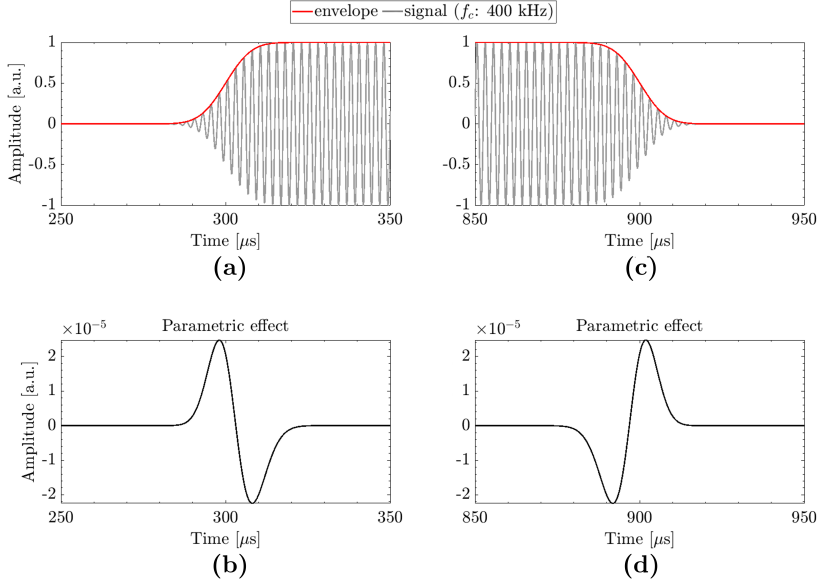 envelope signal (f_c: 400 kHz)
Amplitude [a.u.]
1
0.5
0
-0.5
-1
250 300 350
Time [μs]
(a)
1
0.5
0
-0.5
-1
850 900 950
Time [μs]
(c)
×10⁻⁵ Parametric effect
Amplitude [a.u.]
2
1
0
-1
-2
250 300 350
Time [μs]
(b)
×10⁻⁵ Parametric effect
2
1
0
-1
-2
850 900 950
Time [μs]
(d)